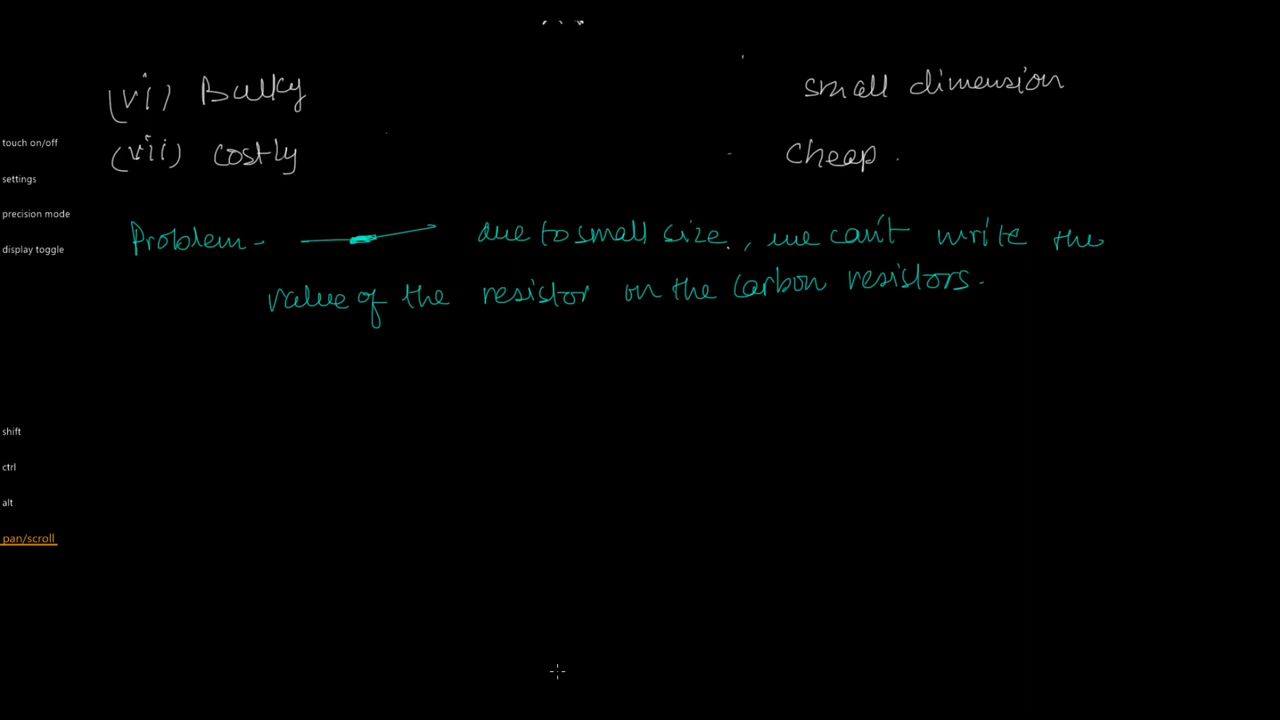 (vi) Bulky small dimension
touch on/off
(vii) costly cheap.
settings
precision mode
Problem - due to small size., we can't write the
display toggle
value of the resistor on the carbon resistors.
shift
ctrl
alt
pan/scroll